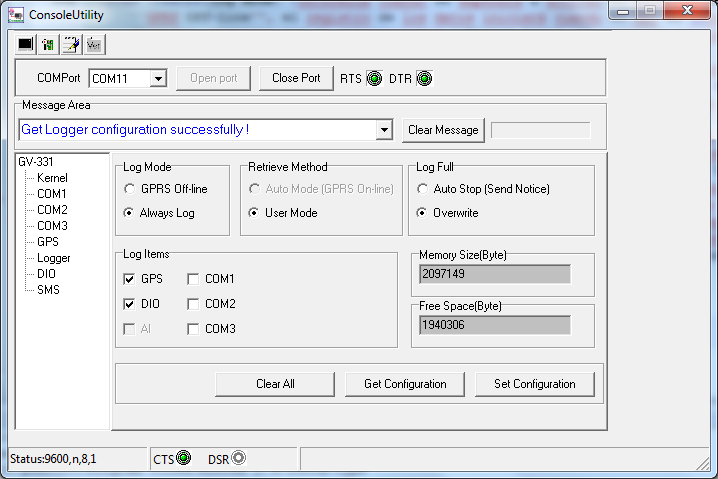 ConsoleUtility
Ver
COMPort COM11 Open port Close Port RTS DTR
Message Area
Get Logger configuration successfully ! Clear Message
GV-331
Kernel
COM1
COM2
COM3
GPS
Logger
DIO
SMS
Log Mode
GPRS Off-line
Always Log
Retrieve Method
Auto Mode (GPRS On-line)
User Mode
Log Full
Auto Stop (Send Notice)
Overwrite
Log Items
GPS COM1
DIO COM2
AI COM3
Memory Size(Byte)
2097149
Free Space(Byte)
1940306
Clear All Get Configuration Set Configuration
Status:9600,n,8,1 CTS DSR